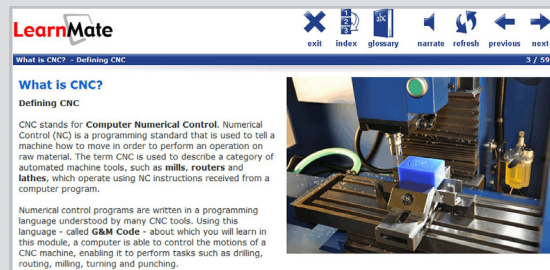 LearnMate
1
2
3
abc
exit index glossary narrate refresh previous next
What is CNC? - Defining CNC 3 / 59
What is CNC?
Defining CNC
CNC stands for Computer Numerical Control. Numerical
Control (NC) is a programming standard that is used to tell a
machine how to move in order to perform an operation on
raw material. The term CNC is used to describe a category of
automated machine tools, such as mills, routers and
lathes, which operate using NC instructions received from a
computer program.
Numerical control programs are written in a programming
language understood by many CNC tools. Using this
language - called G&M Code - about which you will learn in
this module, a computer is able to control the motions of a
CNC machine, enabling it to perform tasks such as drilling,
routing, milling, turning and punching.